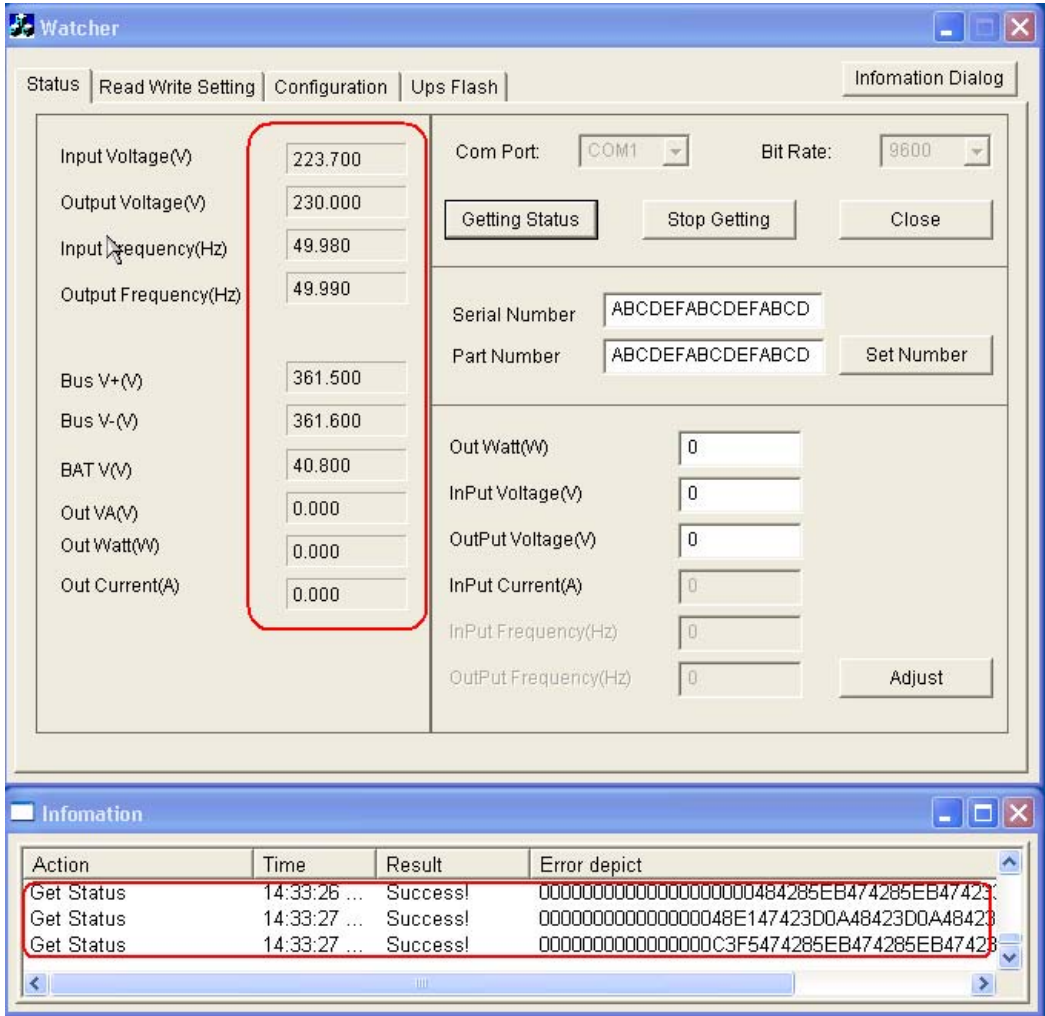 Watcher
Status Read Write Setting Configuration Ups Flash Infomation Dialog
Input Voltage(V) 223.700
Output Voltage(V) 230.000
Input Frequency(Hz) 49.980
Output Frequency(Hz) 49.990
Bus V+(V) 361.500
Bus V-(V) 361.600
BAT V(V) 40.800
Out VA(V) 0.000
Out Watt(W) 0.000
Out Current(A) 0.000
Com Port: COM1 Bit Rate: 9600
Getting Status Stop Getting Close
Serial Number ABCDEFABCDEFABCD
Part Number ABCDEFABCDEFABCD Set Number
Out Watt(W) 0
InPut Voltage(V) 0
OutPut Voltage(V) 0
InPut Current(A) 0
InPut Frequency(Hz) 0
OutPut Frequency(Hz) 0 Adjust
Infomation
Action Time Result Error depict
Get Status 14:33:26 ... Success!
Get Status 14:33:27 ... Success!
Get Status 14:33:27 ... Success!